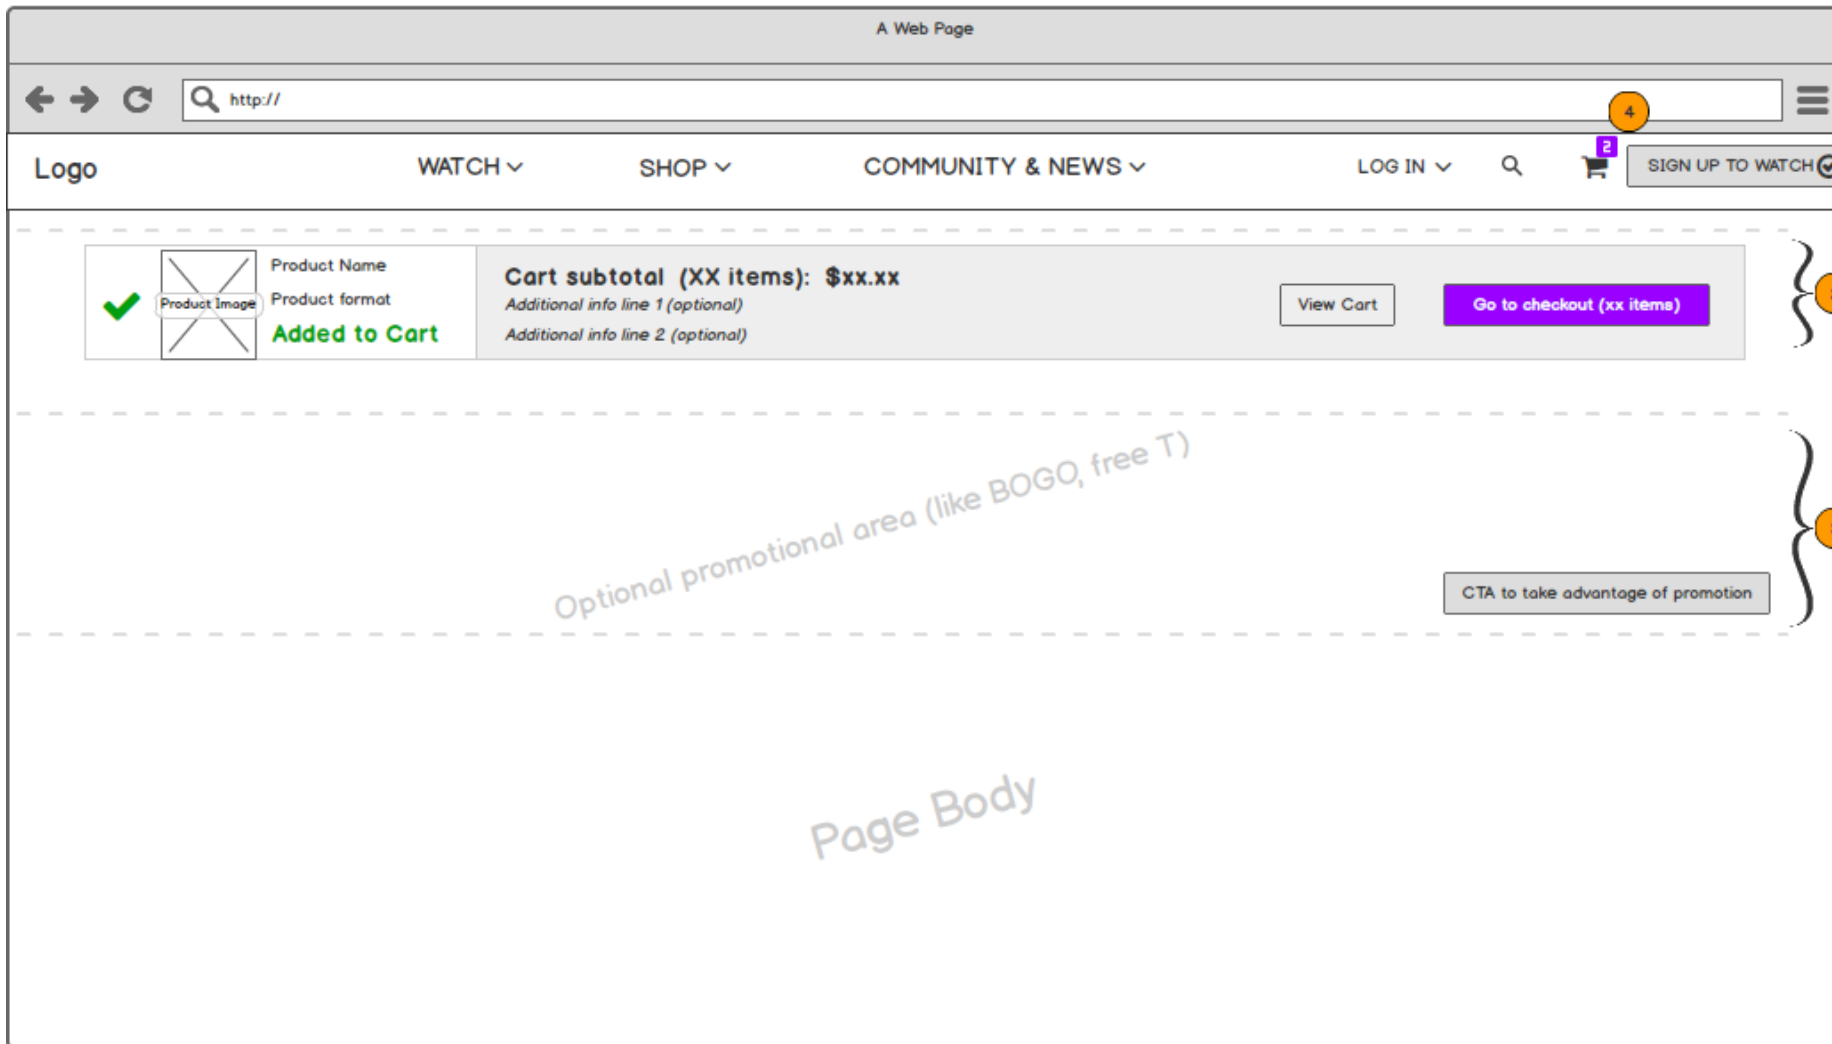 A Web Page
http://
4
Logo
WATCH
SHOP
COMMUNITY & NEWS
LOG IN
2
SIGN UP TO WATCH
Product Image
Product Name
Product format
Added to Cart
Cart subtotal (XX items): $xx.xx
Additional info line 1 (optional)
Additional info line 2 (optional)
View Cart
Go to checkout (xx items)
Optional promotional area (like BOGO, free T)
CTA to take advantage of promotion
Page Body